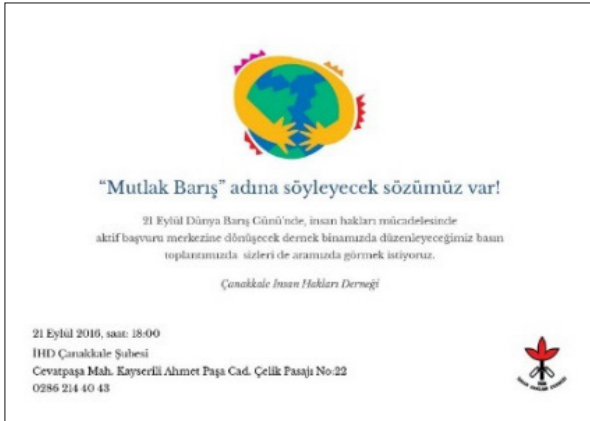 “Mutlak Barış” adına söyleyecek sözümüz var!
21 Eylül Dünya Barış Günü’nde, insan hakları mücadelesinde
aktif başvuru merkezine dönüşecek dernek binamızda düzenleyeceğimiz basın
toplantımızda sizleri de aramızda görmek istiyoruz.
Çanakkale İnsan Hakları Derneği
21 Eylül 2016, saat: 18:00
İHD Çanakkale Şubesi
Cevatpaşa Mah. Kayserili Ahmet Paşa Cad. Çelik Pasajı No:22
0286 214 40 43